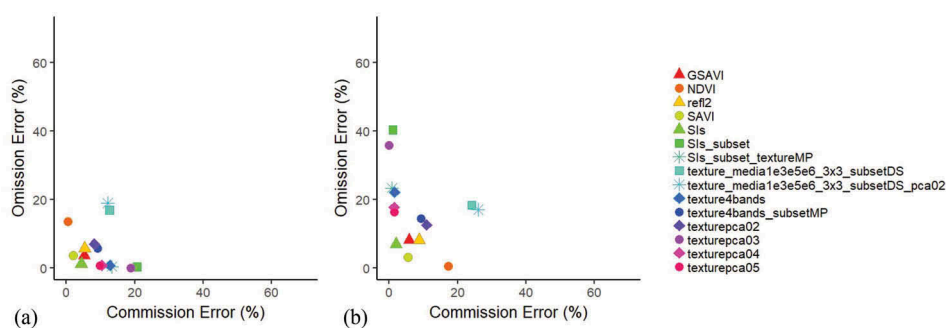 Omission Error (%)
60
40
20
0
0 20 40 60
Commission Error (%)
(a)
Omission Error (%)
60
40
20
0
0 20 40 60
Commission Error (%)
(b)
GSAVI
NDVI
refl2
SAVI
SIs
SIs_subset
SIs_subset_textureMP
texture_media1e3e5e6_3x3_subsetDS
texture_media1e3e5e6_3x3_subsetDS_pca02
texture4bands
texture4bands_subsetMP
texturepca02
texturepca03
texturepca04
texturepca05